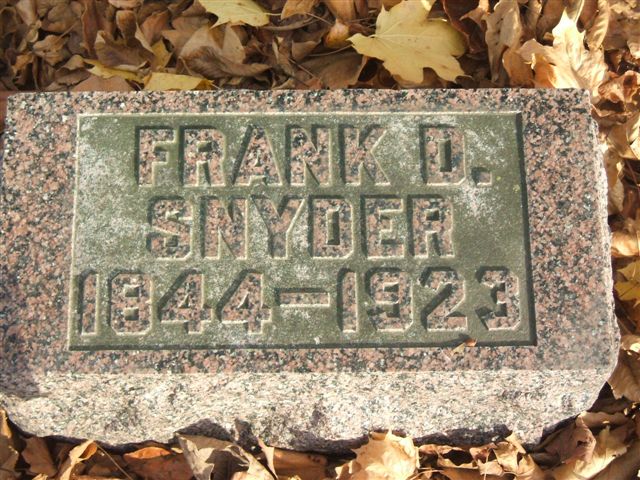 FRANK D.
SNYDER
1844-1923